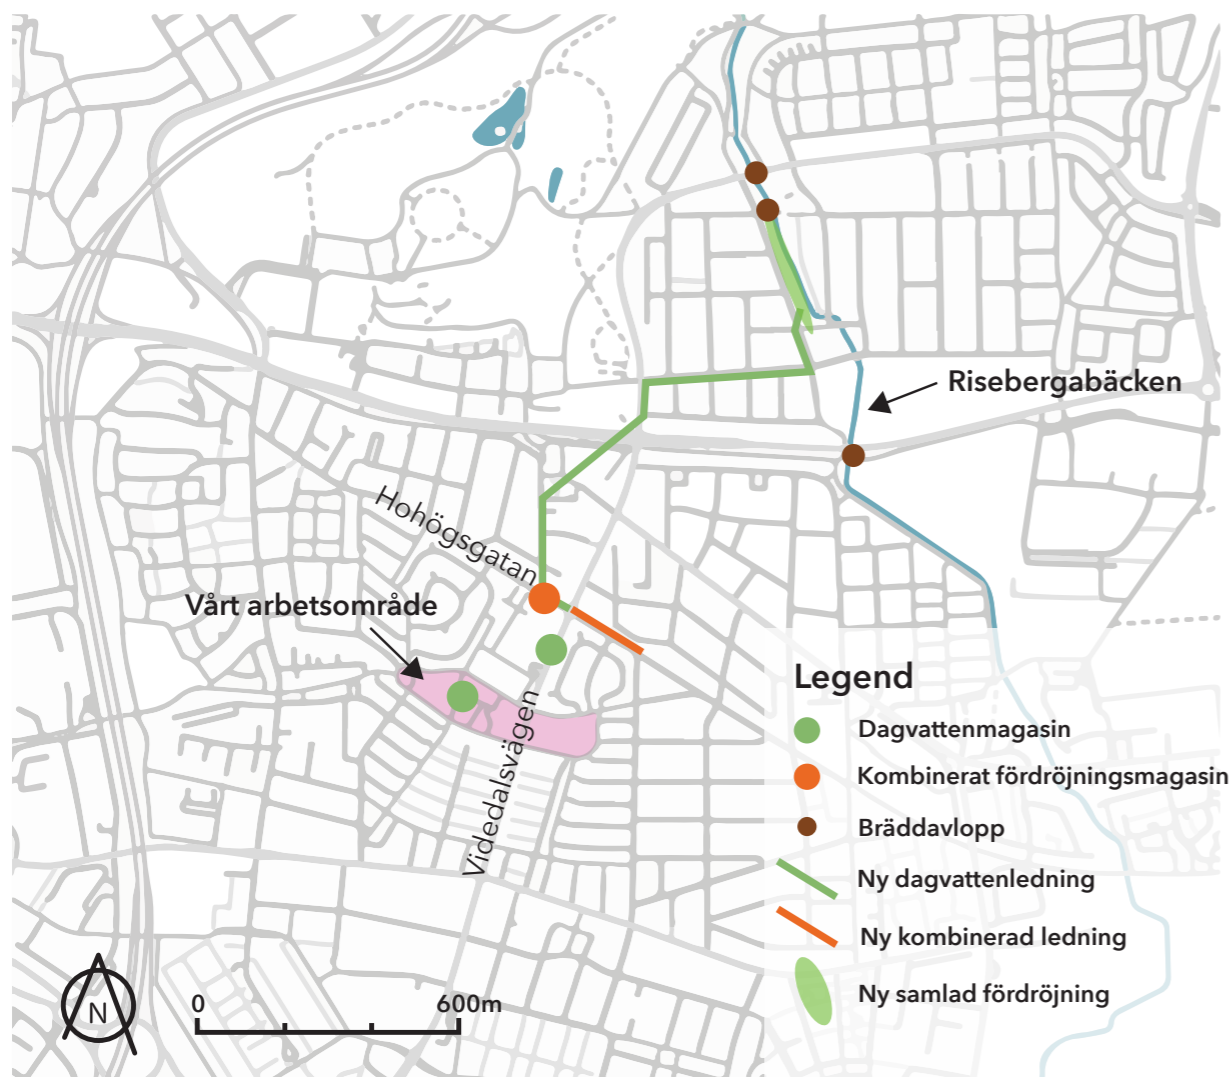 Risebergabäcken
Hohögsgatan
Vårt arbetsområde
Videdalsvägen
Legend
Dagvattenmagasin
Kombinerat fördröjningsmagasin
Bräddavlopp
Ny dagvattenledning
Ny kombinerad ledning
Ny samlad fördröjning
N
0 600m